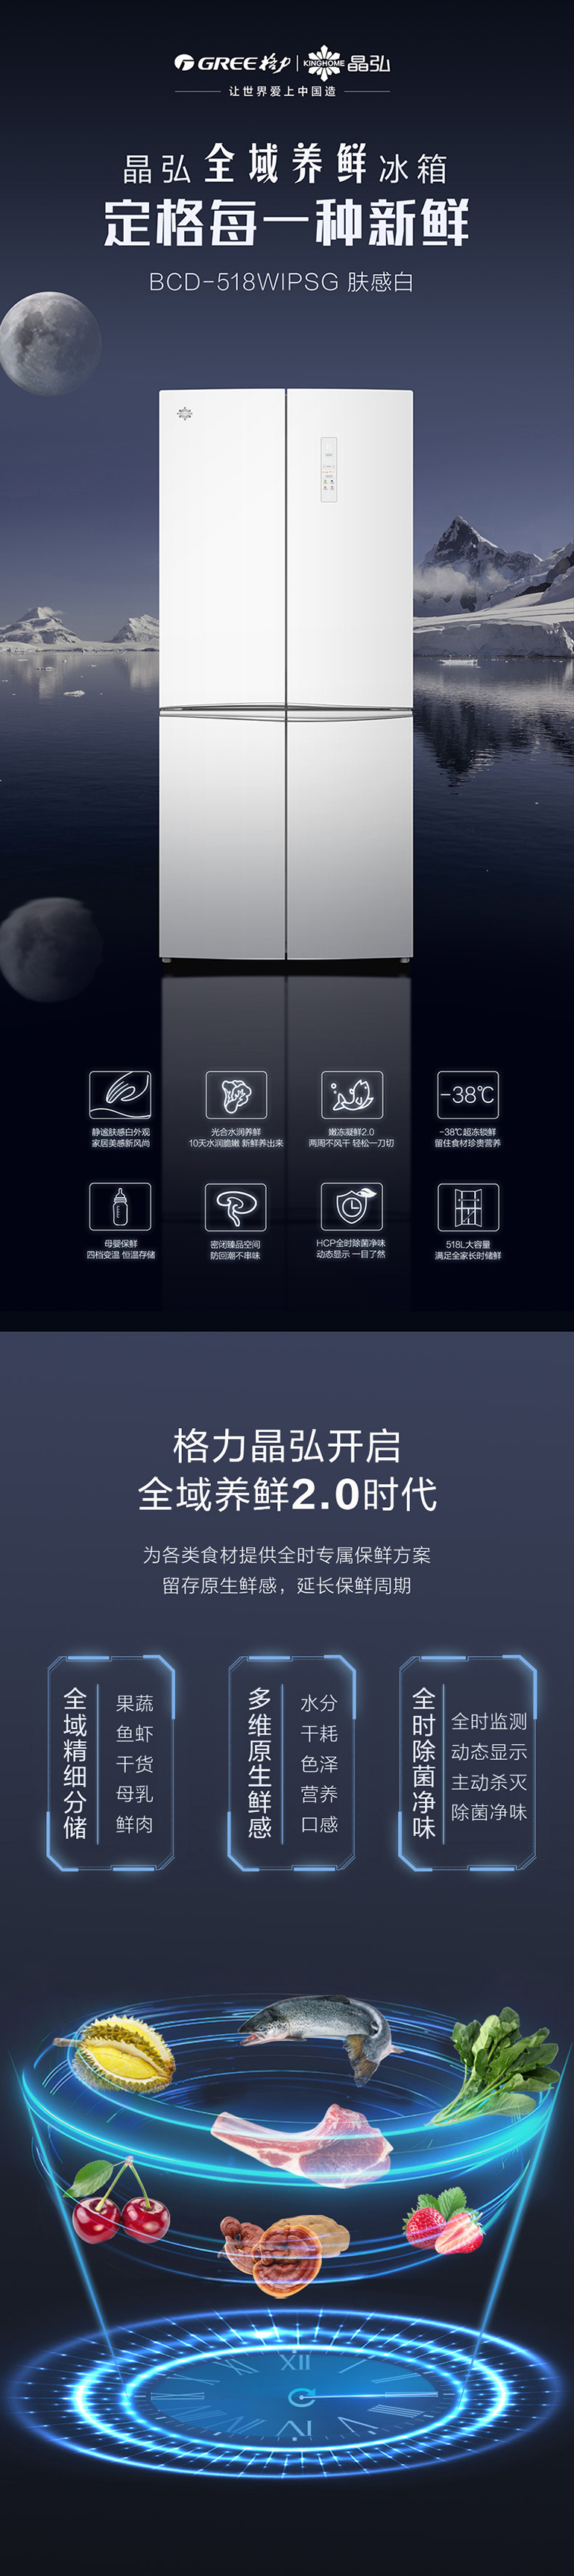 GREE格力 KINGHOME晶弘
让世界爱上中国造
晶弘全域养鲜冰箱
定格每一种新鲜
BCD-518WIPSG 肤感白
静谧肤感白外观
家居美感新风尚
光合水润养鲜
10天水润脆嫩 新鲜养出来
嫩冻凝鲜2.0
两周不风干 轻松一刀切
-38℃
-38℃超冻锁鲜
留住食材珍贵营养
母婴保鲜
四档变温 恒温存储
密闭臻品空间
防回潮不串味
HCP全时除菌净味
动态显示 一目了然
518L大容量
满足全家长时储鲜
格力晶弘开启
全域养鲜2.0时代
为各类食材提供全时专属保鲜方案
留存原生鲜感，延长保鲜周期
全域精细分储
果蔬
鱼虾
干货
母乳
鲜肉
多维原生鲜感
水分
干耗
色泽
营养
口感
全时除菌净味
全时监测
动态显示
主动杀灭
除菌净味
XII
VI